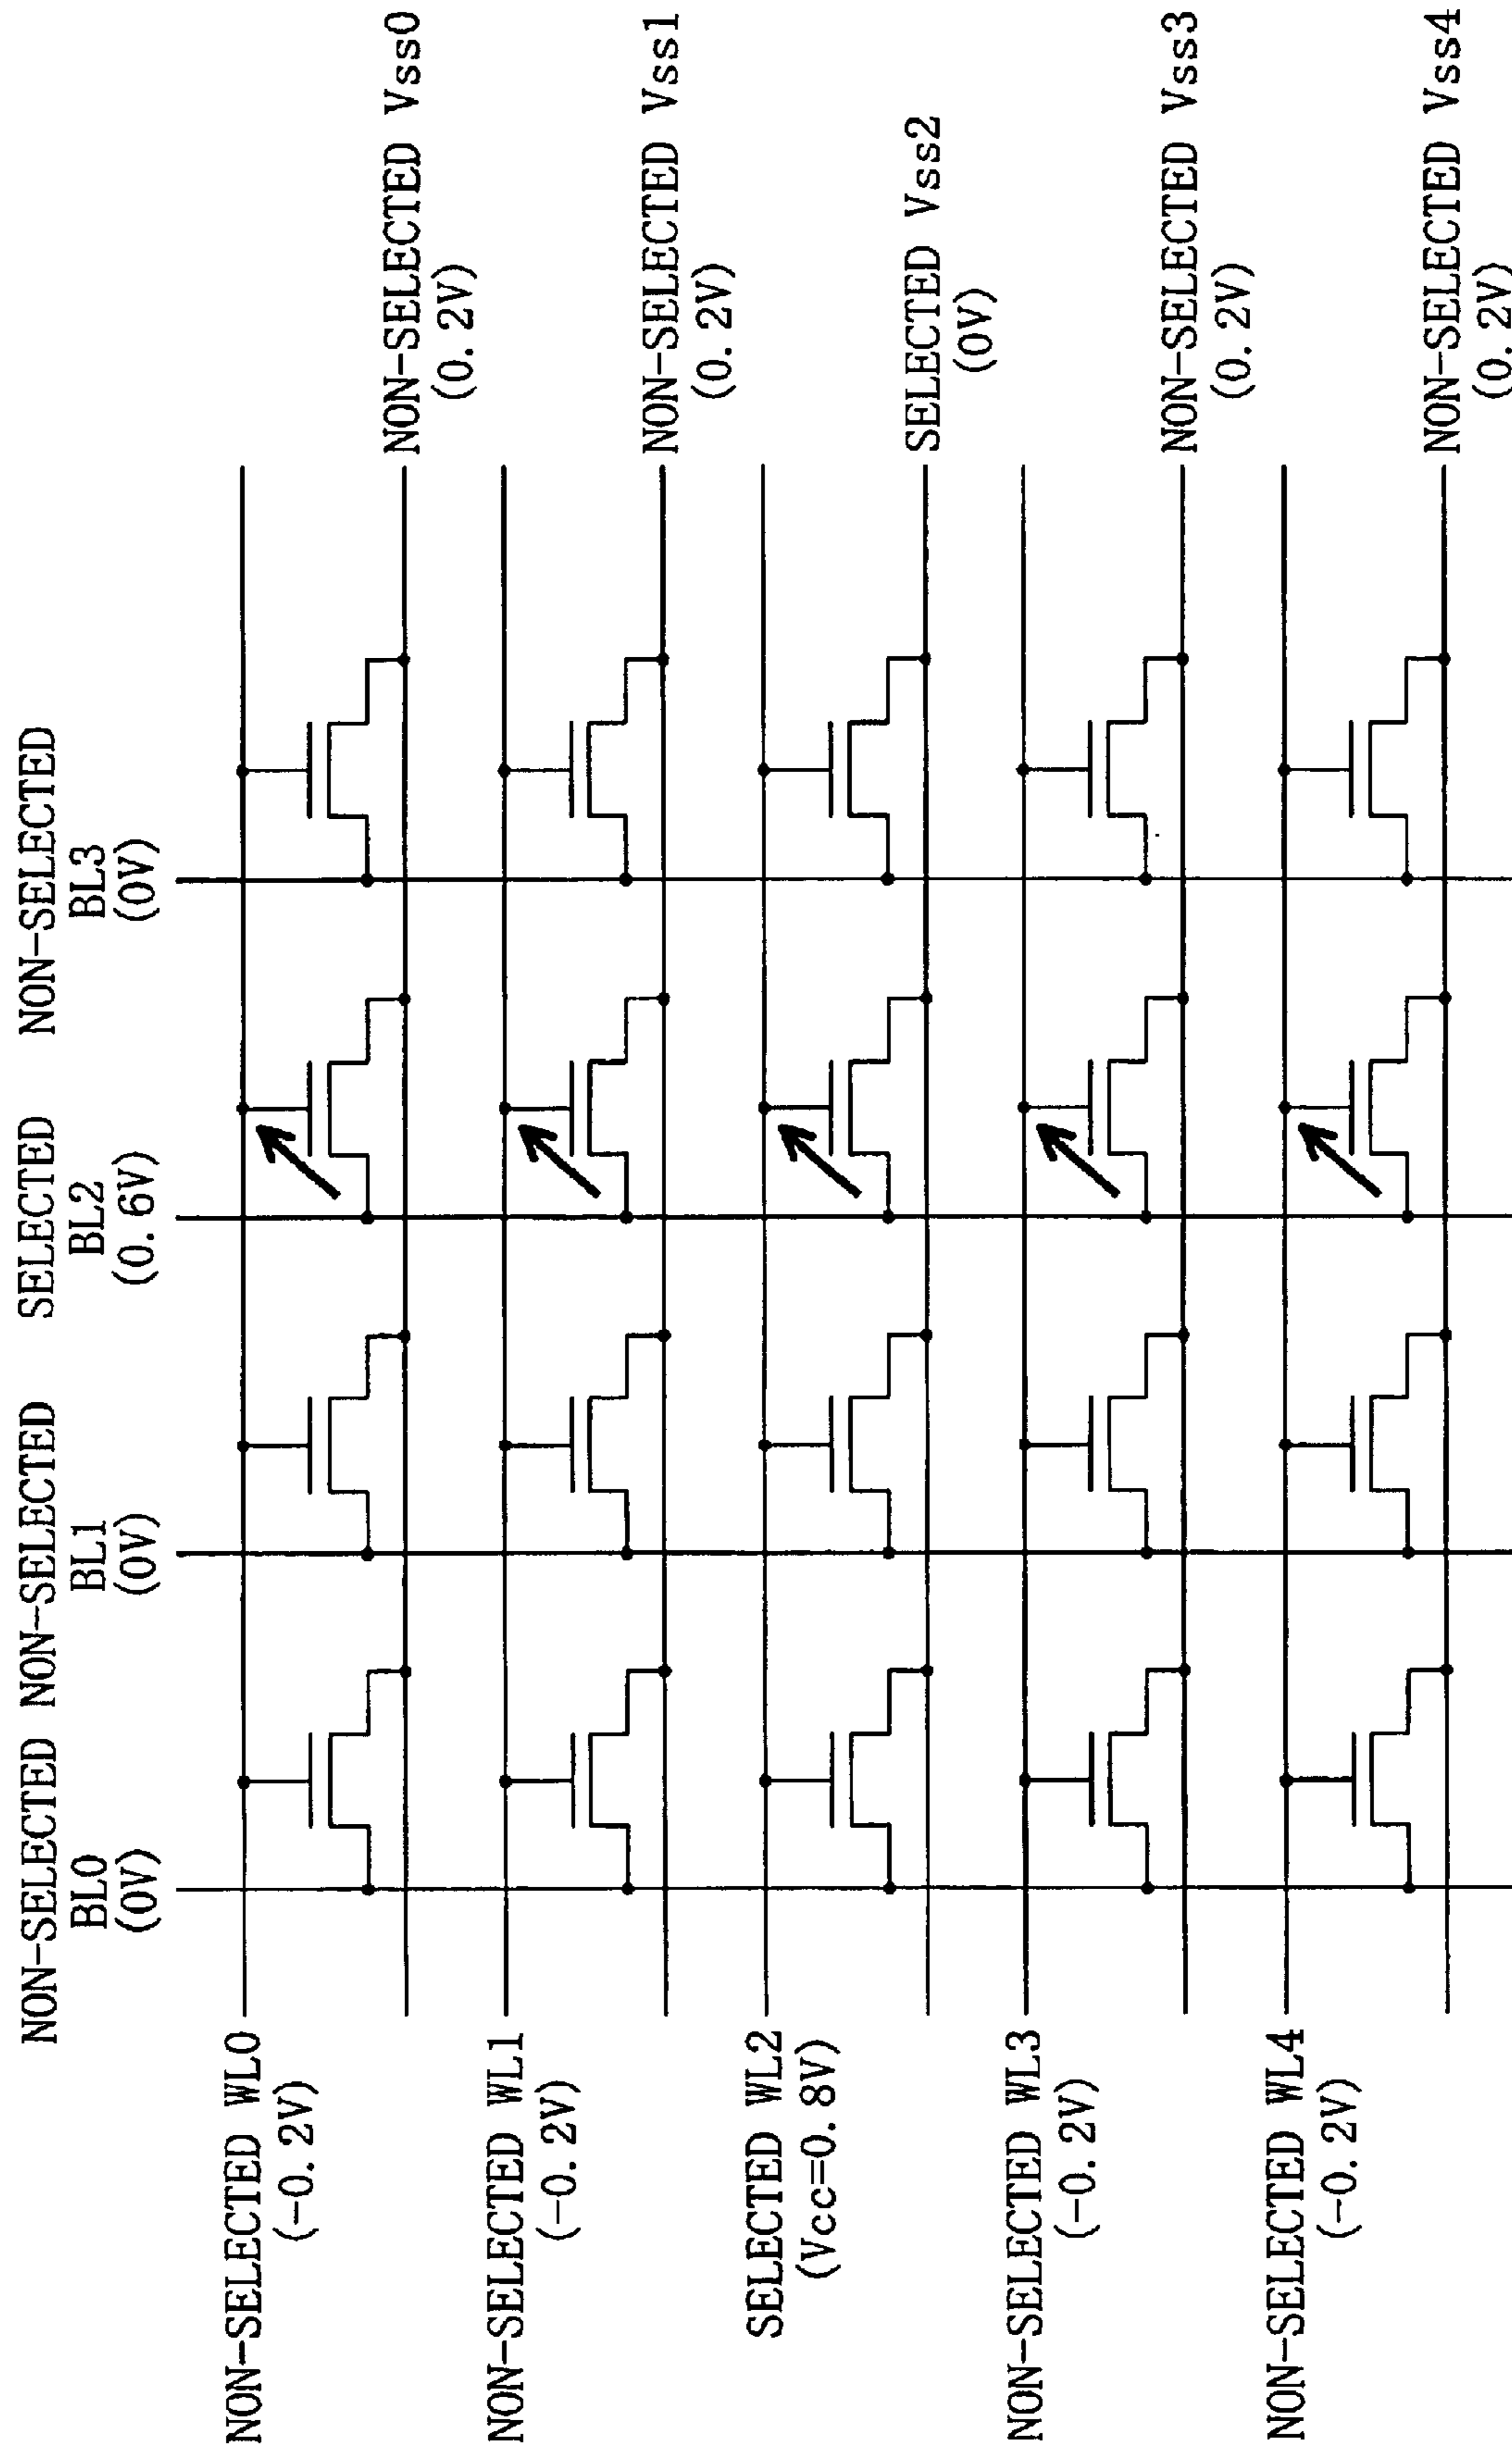 NON-SELECTED NON-SELECTED SELECTED NON-SELECTED
BL0 BL1 BL2 BL3
(0V) (0V) (0.6V) (0V)
NON-SELECTED WL0
(-0.2V)
NON-SELECTED Vss0
(0.2V)
NON-SELECTED WL1
(-0.2V)
NON-SELECTED Vss1
(0.2V)
SELECTED WL2
(Vcc=0.8V)
SELECTED Vss2
(0V)
NON-SELECTED WL3
(-0.2V)
NON-SELECTED Vss3
(0.2V)
NON-SELECTED WL4
(-0.2V)
NON-SELECTED Vss4
(0.2V)